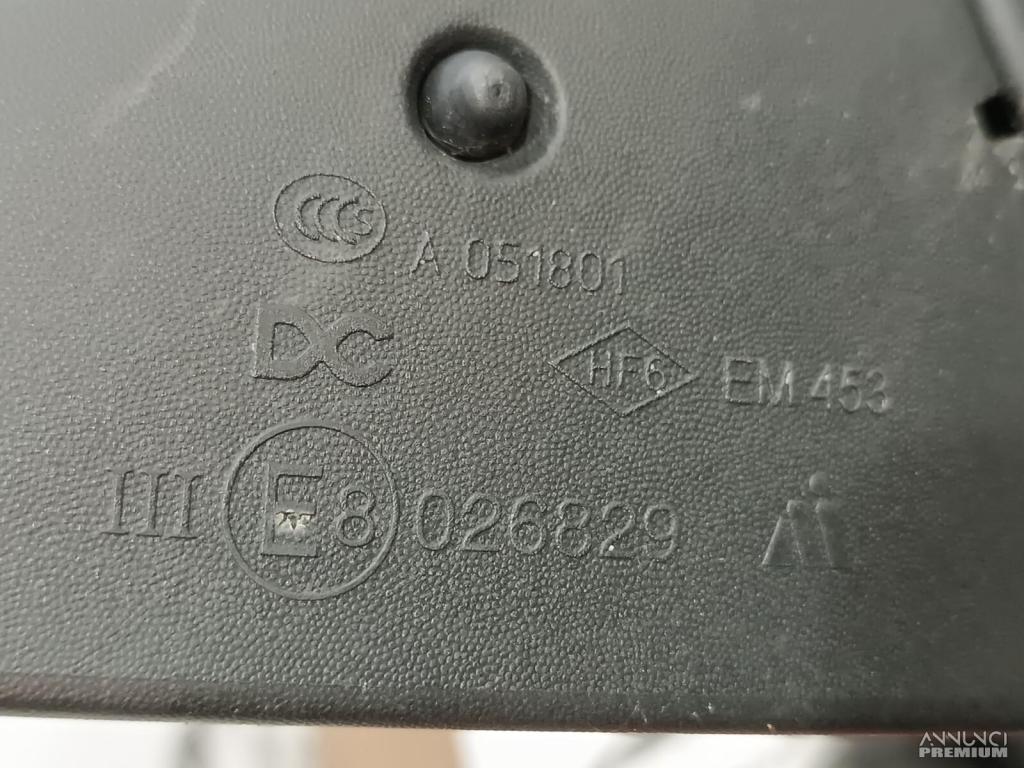 CCC S
A 051801
DC
HF6 EM 453
III E8 026829
ANNUNCI
PREMIUM